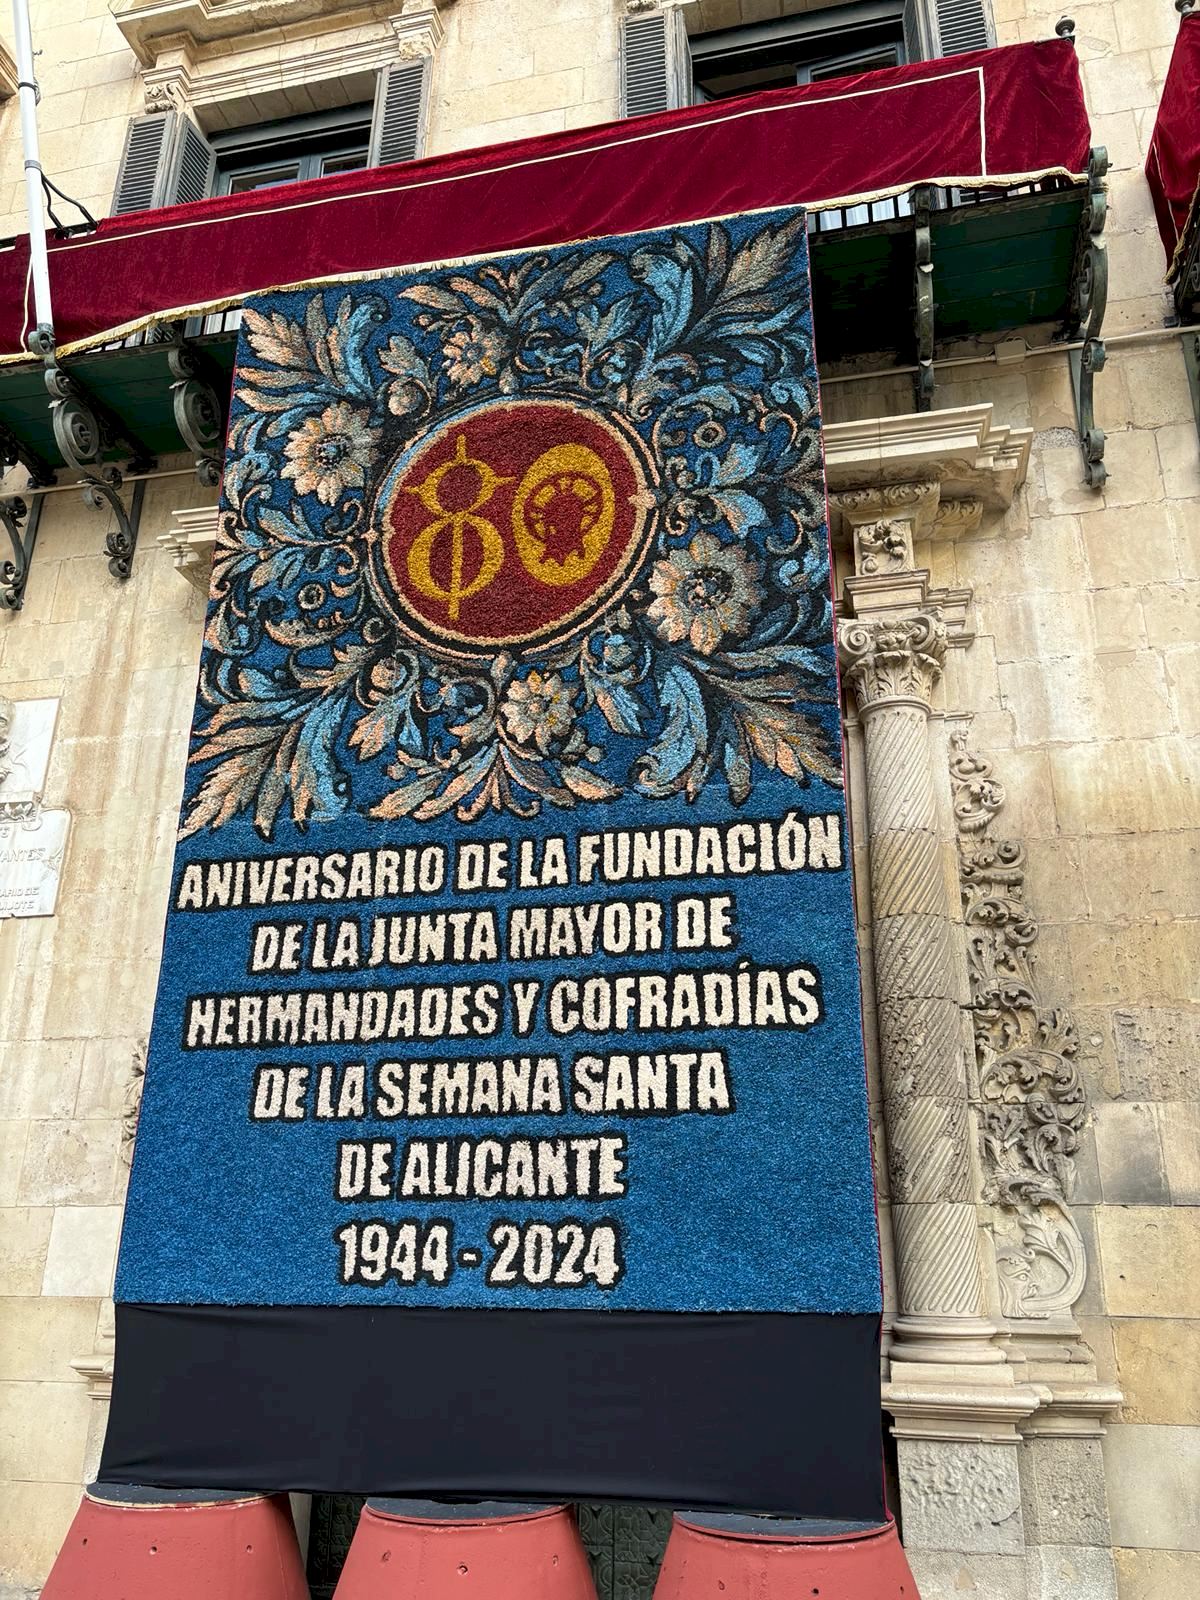 80
ANIVERSARIO DE LA FUNDACIÓN
DE LA JUNTA MAYOR DE
HERMANDADES Y COFRADÍAS
DE LA SEMANA SANTA
DE ALICANTE
1944 - 2024